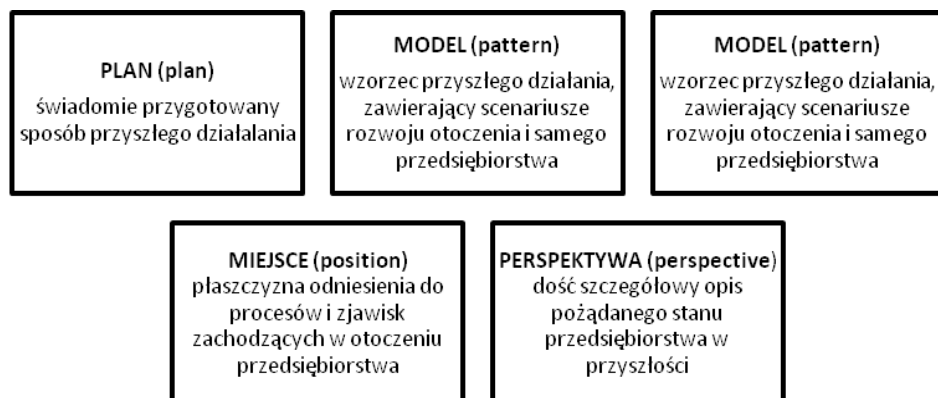 PLAN (plan)
świadomie przygotowany
sposób przyszłego działalania
MODEL (pattern)
wzorzec przyszłego działania,
zawierający scenariusze
rozwoju otoczenia i samego
przedsiębiorstwa
MODEL (pattern)
wzorzec przyszłego działania,
zawierający scenariusze
rozwoju otoczenia i samego
przedsiębiorstwa
MIEJSCE (position)
płaszczyzna odniesienia do
procesów i zjawisk
zachodzących w otoczeniu
przedsiębiorstwa
PERSPEKTYWA (perspective)
dość szczegółowy opis
pożądanego stanu
przedsiębiorstwa w
przyszłości